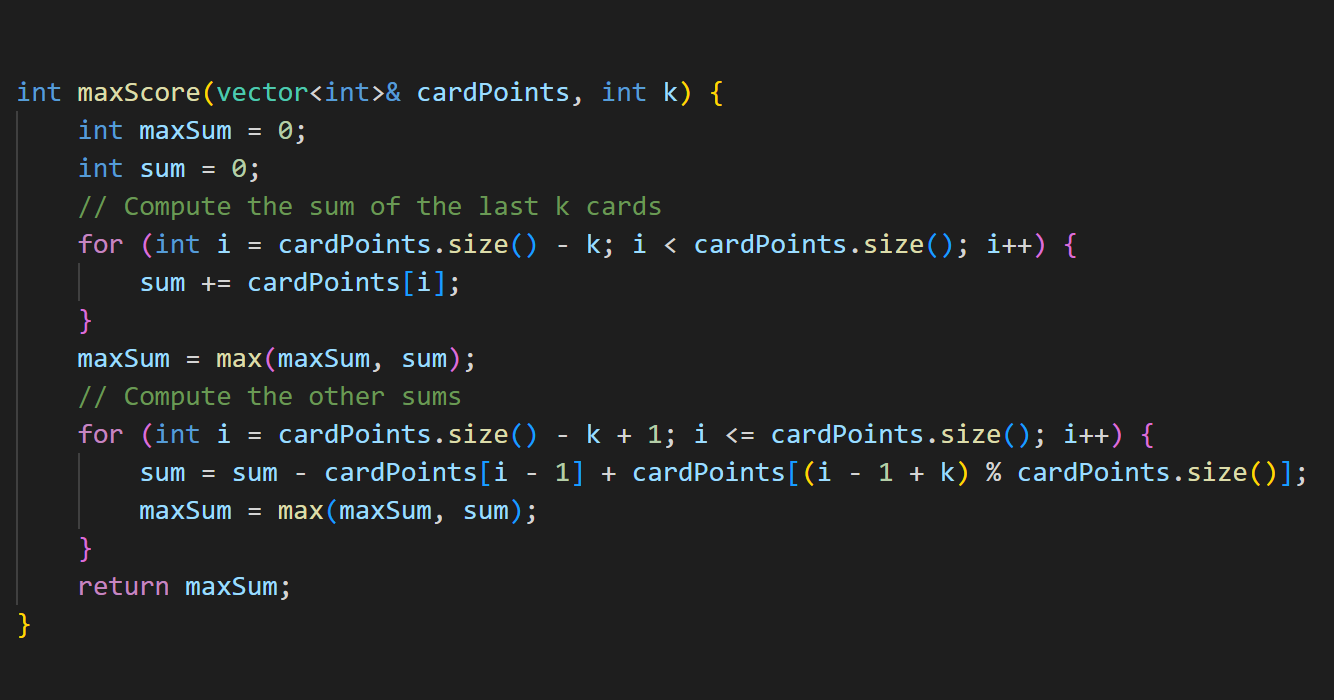 int maxScore(vector<int>& cardPoints, int k) {
    int maxSum = 0;
    int sum = 0;
    // Compute the sum of the last k cards
    for (int i = cardPoints.size() - k; i < cardPoints.size(); i++) {
        sum += cardPoints[i];
    }
    maxSum = max(maxSum, sum);
    // Compute the other sums
    for (int i = cardPoints.size() - k + 1; i <= cardPoints.size(); i++) {
        sum = sum - cardPoints[i - 1] + cardPoints[(i - 1 + k) % cardPoints.size()];
        maxSum = max(maxSum, sum);
    }
    return maxSum;
}